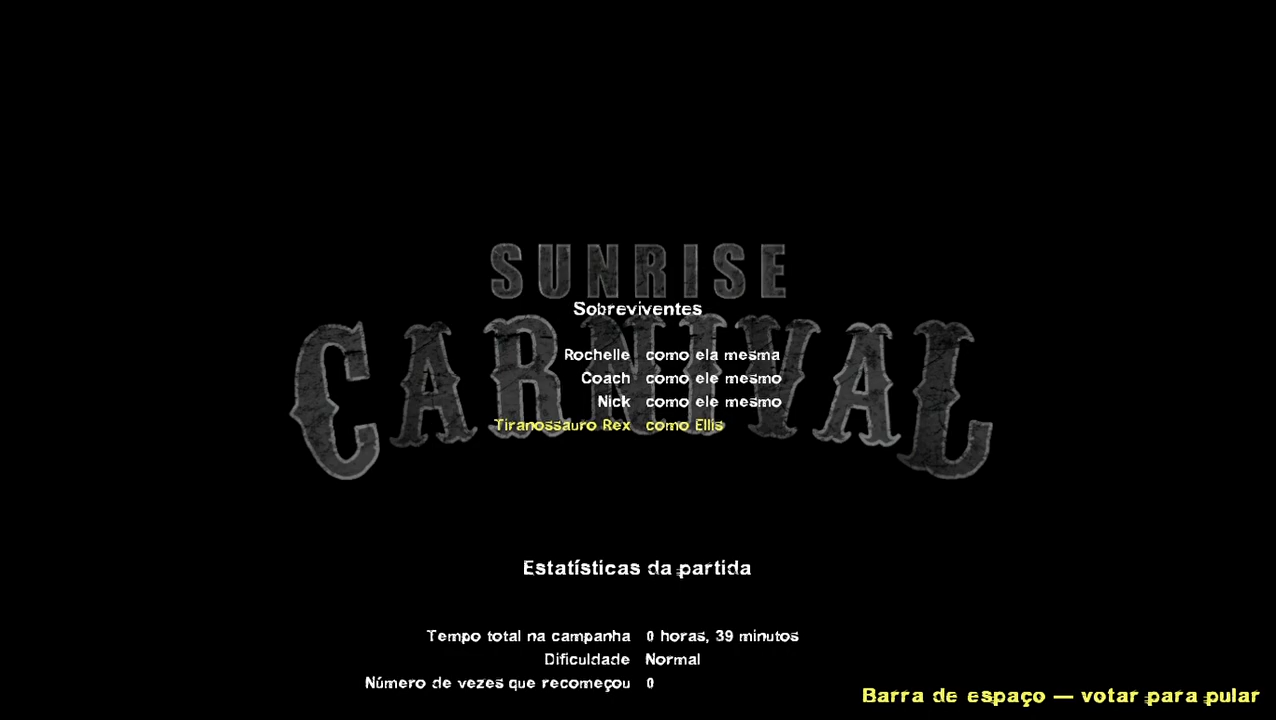 SUNRISE
CARNIVAL
Sobreviventes
Rochelle como ela mesma
Coach como ele mesmo
Nick como ele mesmo
Tiranossauro Rex como Ellis
Estatísticas da partida
Tempo total na campanha 0 horas, 39 minutos
Dificuldade Normal
Número de vezes que recomeçou 0
Barra de espaço — votar para pular